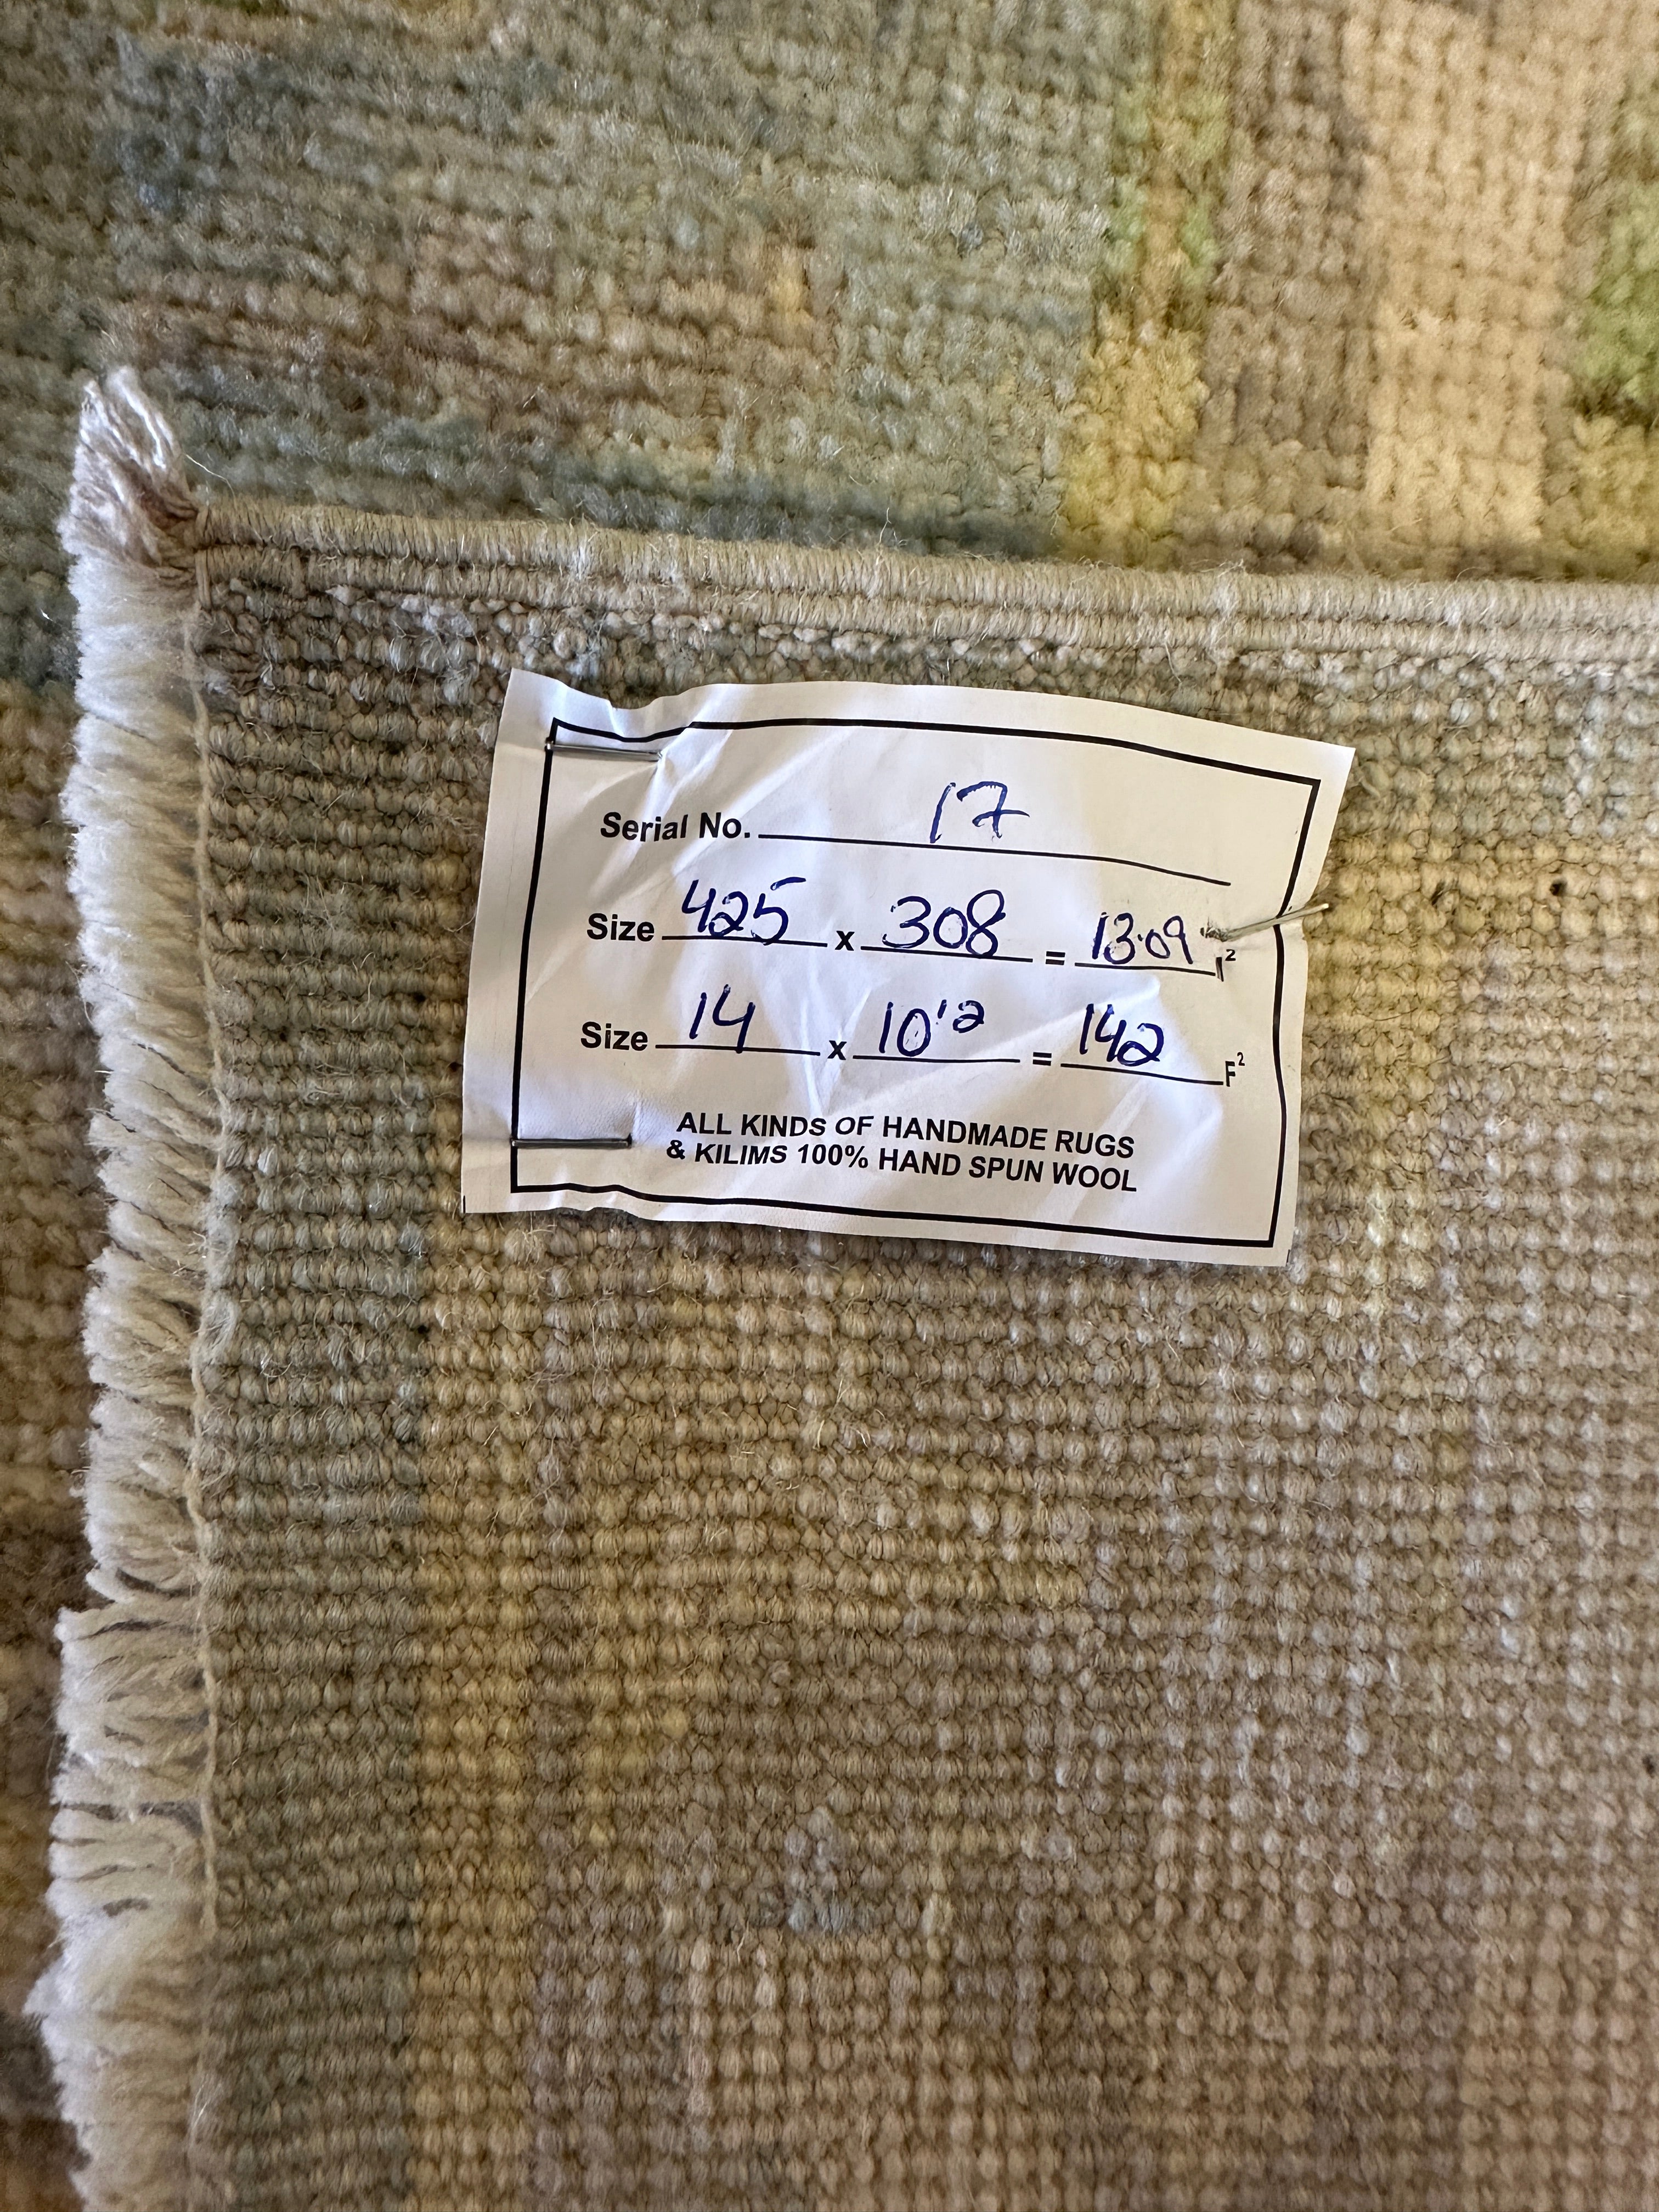 Serial No. 17
Size 425 x 308 = 13.09 ²
Size 14 x 10'2 = 142 F²
ALL KINDS OF HANDMADE RUGS
& KILIMS 100% HAND SPUN WOOL